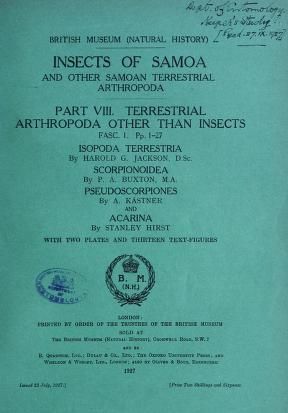 Dept. of Entomology
Keeper's Study
BRITISH MUSEUM (NATURAL HISTORY)
INSECTS OF SAMOA
AND OTHER SAMOAN TERRESTRIAL
ARTHROPODA
PART VIII. TERRESTRIAL
ARTHROPODA OTHER THAN INSECTS
FASC. 1. Pp. 1–27
ISOPODA TERRESTRIA
By HAROLD G. JACKSON, D.Sc.
SCORPIONOIDEA
By P. A. BUXTON, M.A.
PSEUDOSCORPIONES
By A. KÄSTNER
AND
ACARINA
By STANLEY HIRST
WITH TWO PLATES AND THIRTEEN TEXT-FIGURES
B. M.
(N.H.)
LONDON:
PRINTED BY ORDER OF THE TRUSTEES OF THE BRITISH MUSEUM
SOLD AT
THE BRITISH MUSEUM (NATURAL HISTORY), CROMWELL ROAD, S.W.7
AND BY
B. QUARITCH, LTD.; DULAU & CO., LTD.; THE OXFORD UNIVERSITY PRESS; AND
WHELDON & WESLEY, LTD., LONDON; ALSO BY OLIVER & BOYD, EDINBURGH
1927
Issued 23 July, 1927.]
[Price Two Shillings and Sixpence